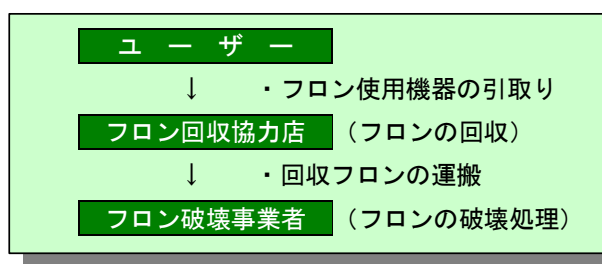 ユ ー ザ ー
↓ ・フロン使用機器の引取り
フロン回収協力店 （フロンの回収）
↓ ・回収フロンの運搬
フロン破壊事業者 （フロンの破壊処理）